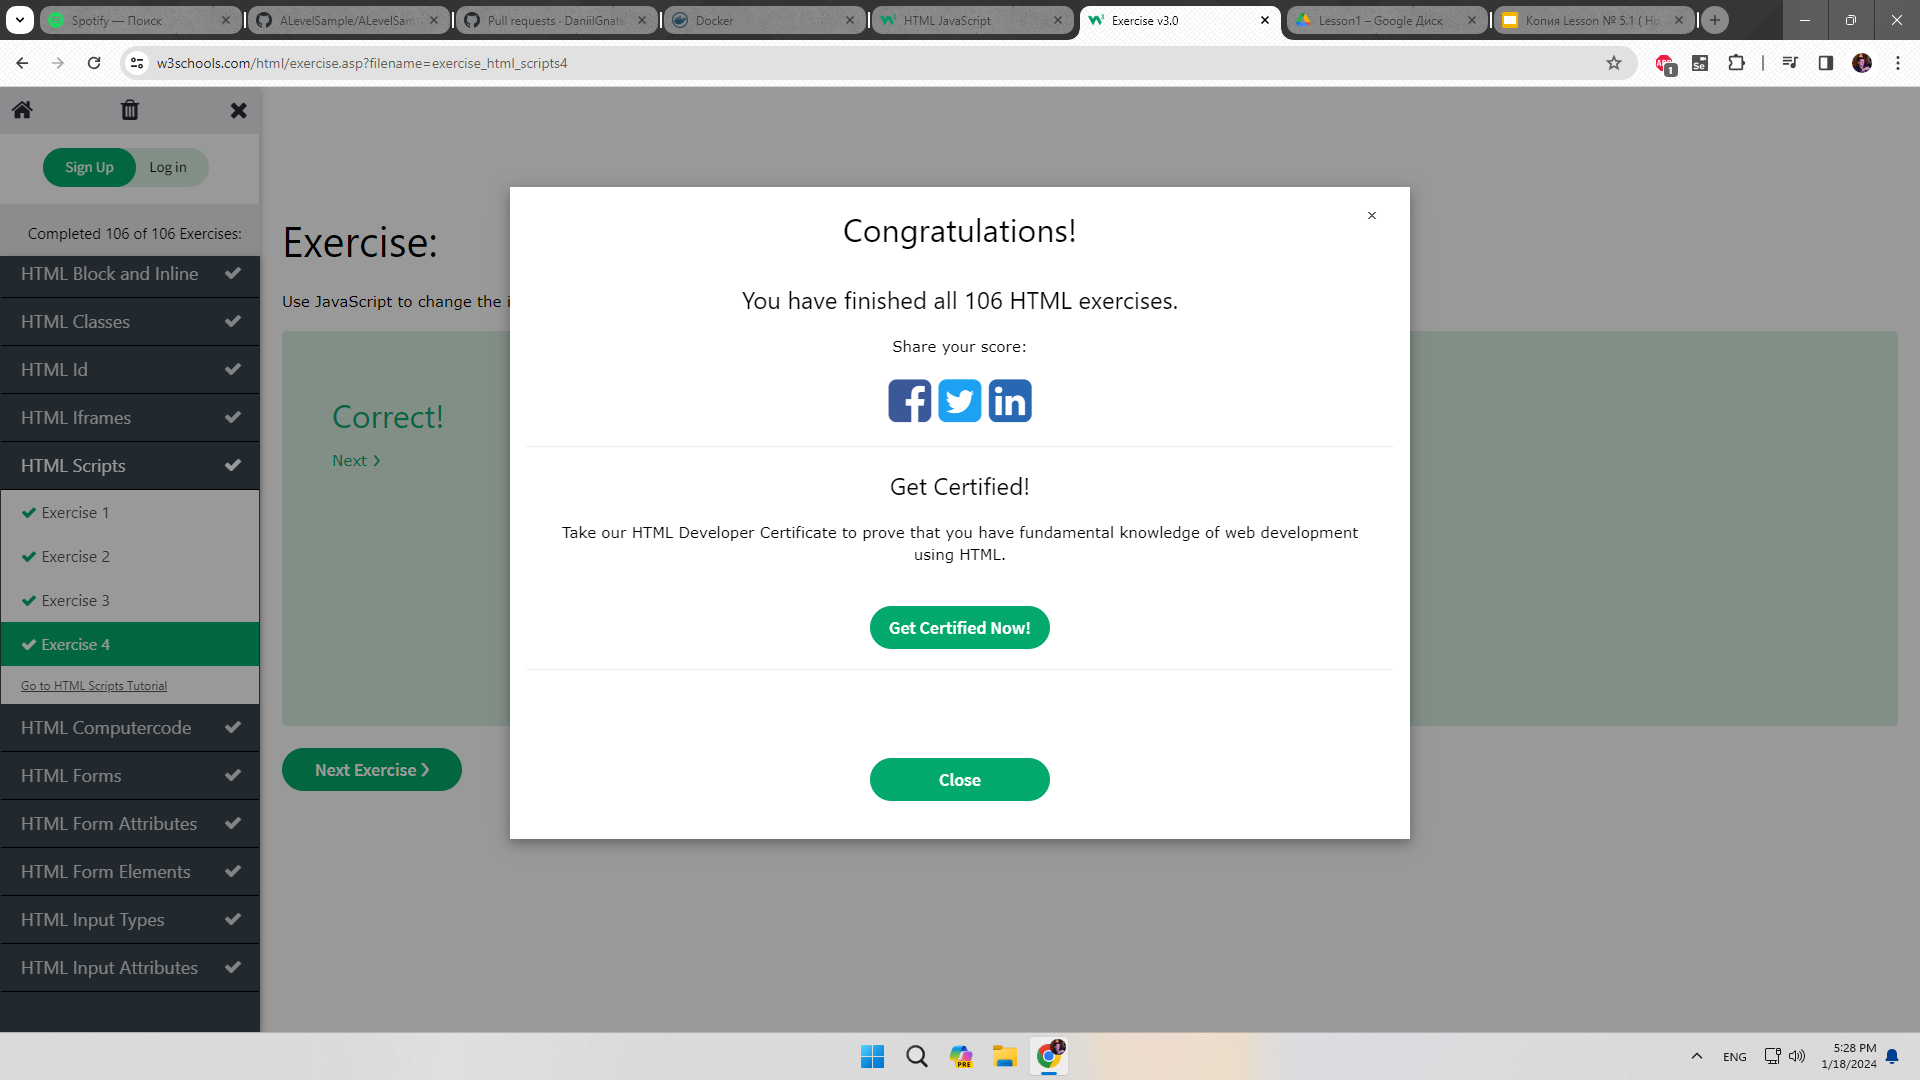 Spotify — Поиск
ALevelSample/ALevelSam
Pull requests - DaniilGnate
Docker
HTML JavaScript
Exercise v3.0
Lesson1 – Google Диск
Копия Lesson № 5.1 ( Но
w3schools.com/html/exercise.asp?filename=exercise_html_scripts4
ABP
1
Se
Sign Up
Log in
Completed 106 of 106 Exercises:
HTML Block and Inline
HTML Classes
HTML Id
HTML Iframes
HTML Scripts
Exercise 1
Exercise 2
Exercise 3
Exercise 4
Go to HTML Scripts Tutorial
HTML Computercode
HTML Forms
HTML Form Attributes
HTML Form Elements
HTML Input Types
HTML Input Attributes
Exercise:
Use JavaScript to change the i
Correct!
Next ❯
Next Exercise ❯
×
Congratulations!
You have finished all 106 HTML exercises.
Share your score:
Get Certified!
Take our HTML Developer Certificate to prove that you have fundamental knowledge of web development
using HTML.
Get Certified Now!
Close
PRE
ENG
5:28 PM
1/18/2024